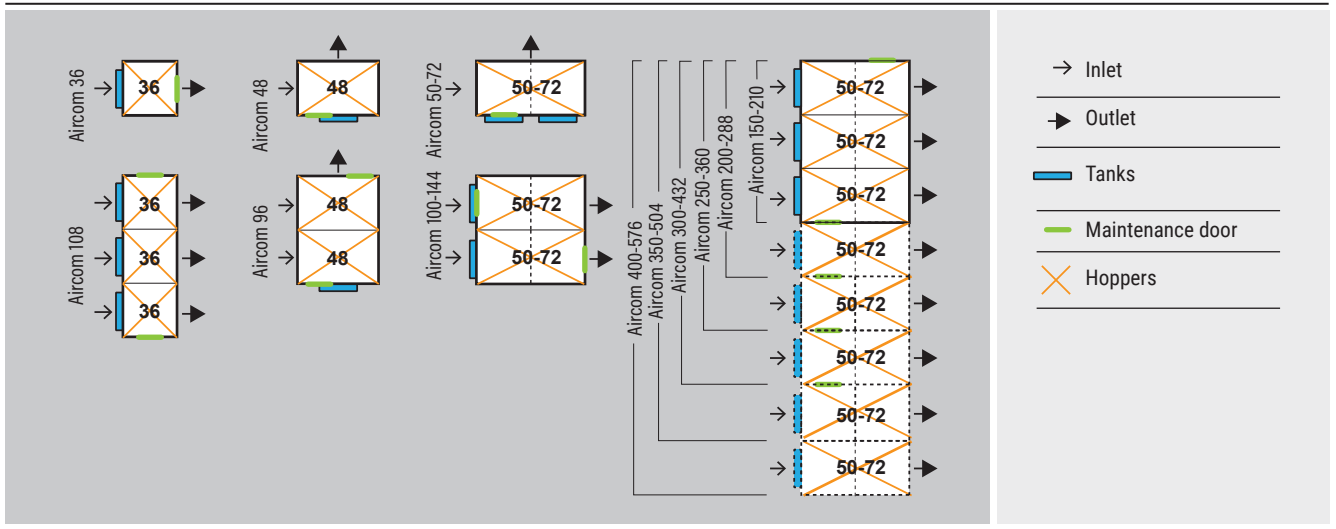 Aircom 36
36
Aircom 48
48
Aircom 50-72
50-72
Aircom 108
36
36
36
Aircom 96
48
48
Aircom 100-144
50-72
50-72
Aircom 400-576
Aircom 350-504
Aircom 300-432
Aircom 250-360
Aircom 200-288
Aircom 150-210
50-72
50-72
50-72
50-72
50-72
50-72
50-72
50-72
Inlet
Outlet
Tanks
Maintenance door
Hoppers